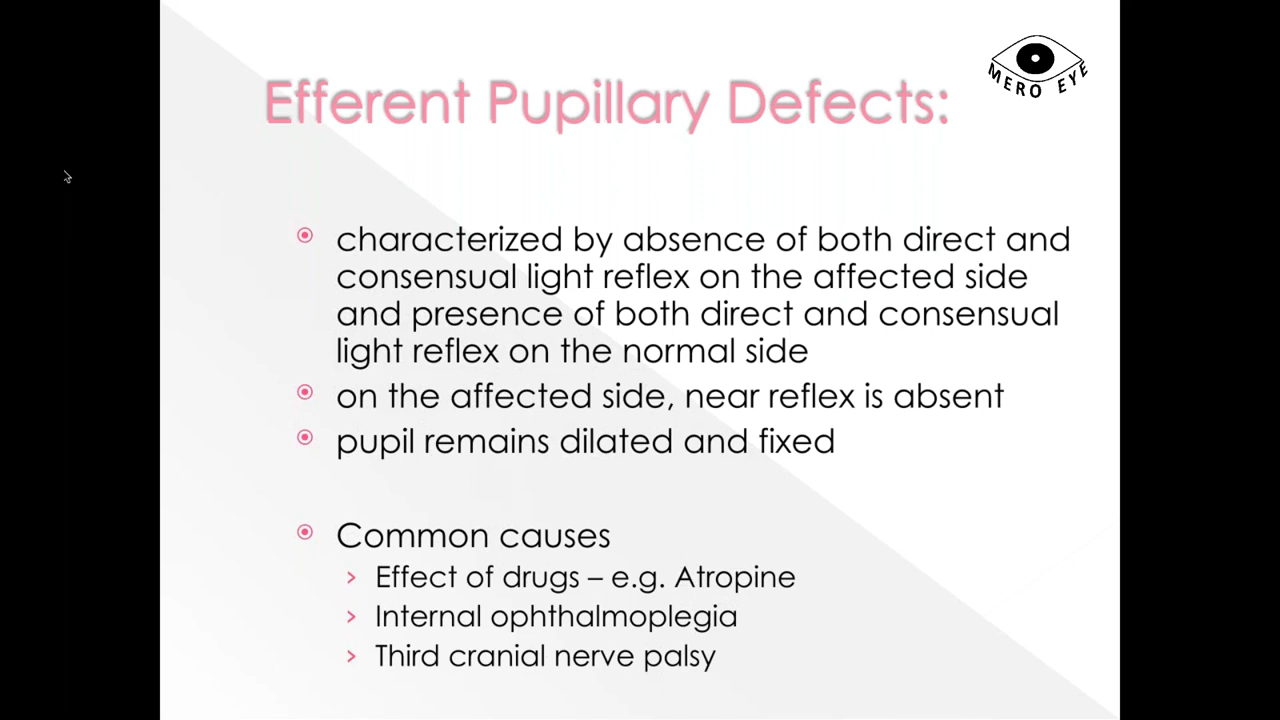 MERO EYE
Efferent Pupillary Defects:
characterized by absence of both direct and
consensual light reflex on the affected side
and presence of both direct and consensual
light reflex on the normal side
on the affected side, near reflex is absent
pupil remains dilated and fixed
Common causes
Effect of drugs – e.g. Atropine
Internal ophthalmoplegia
Third cranial nerve palsy